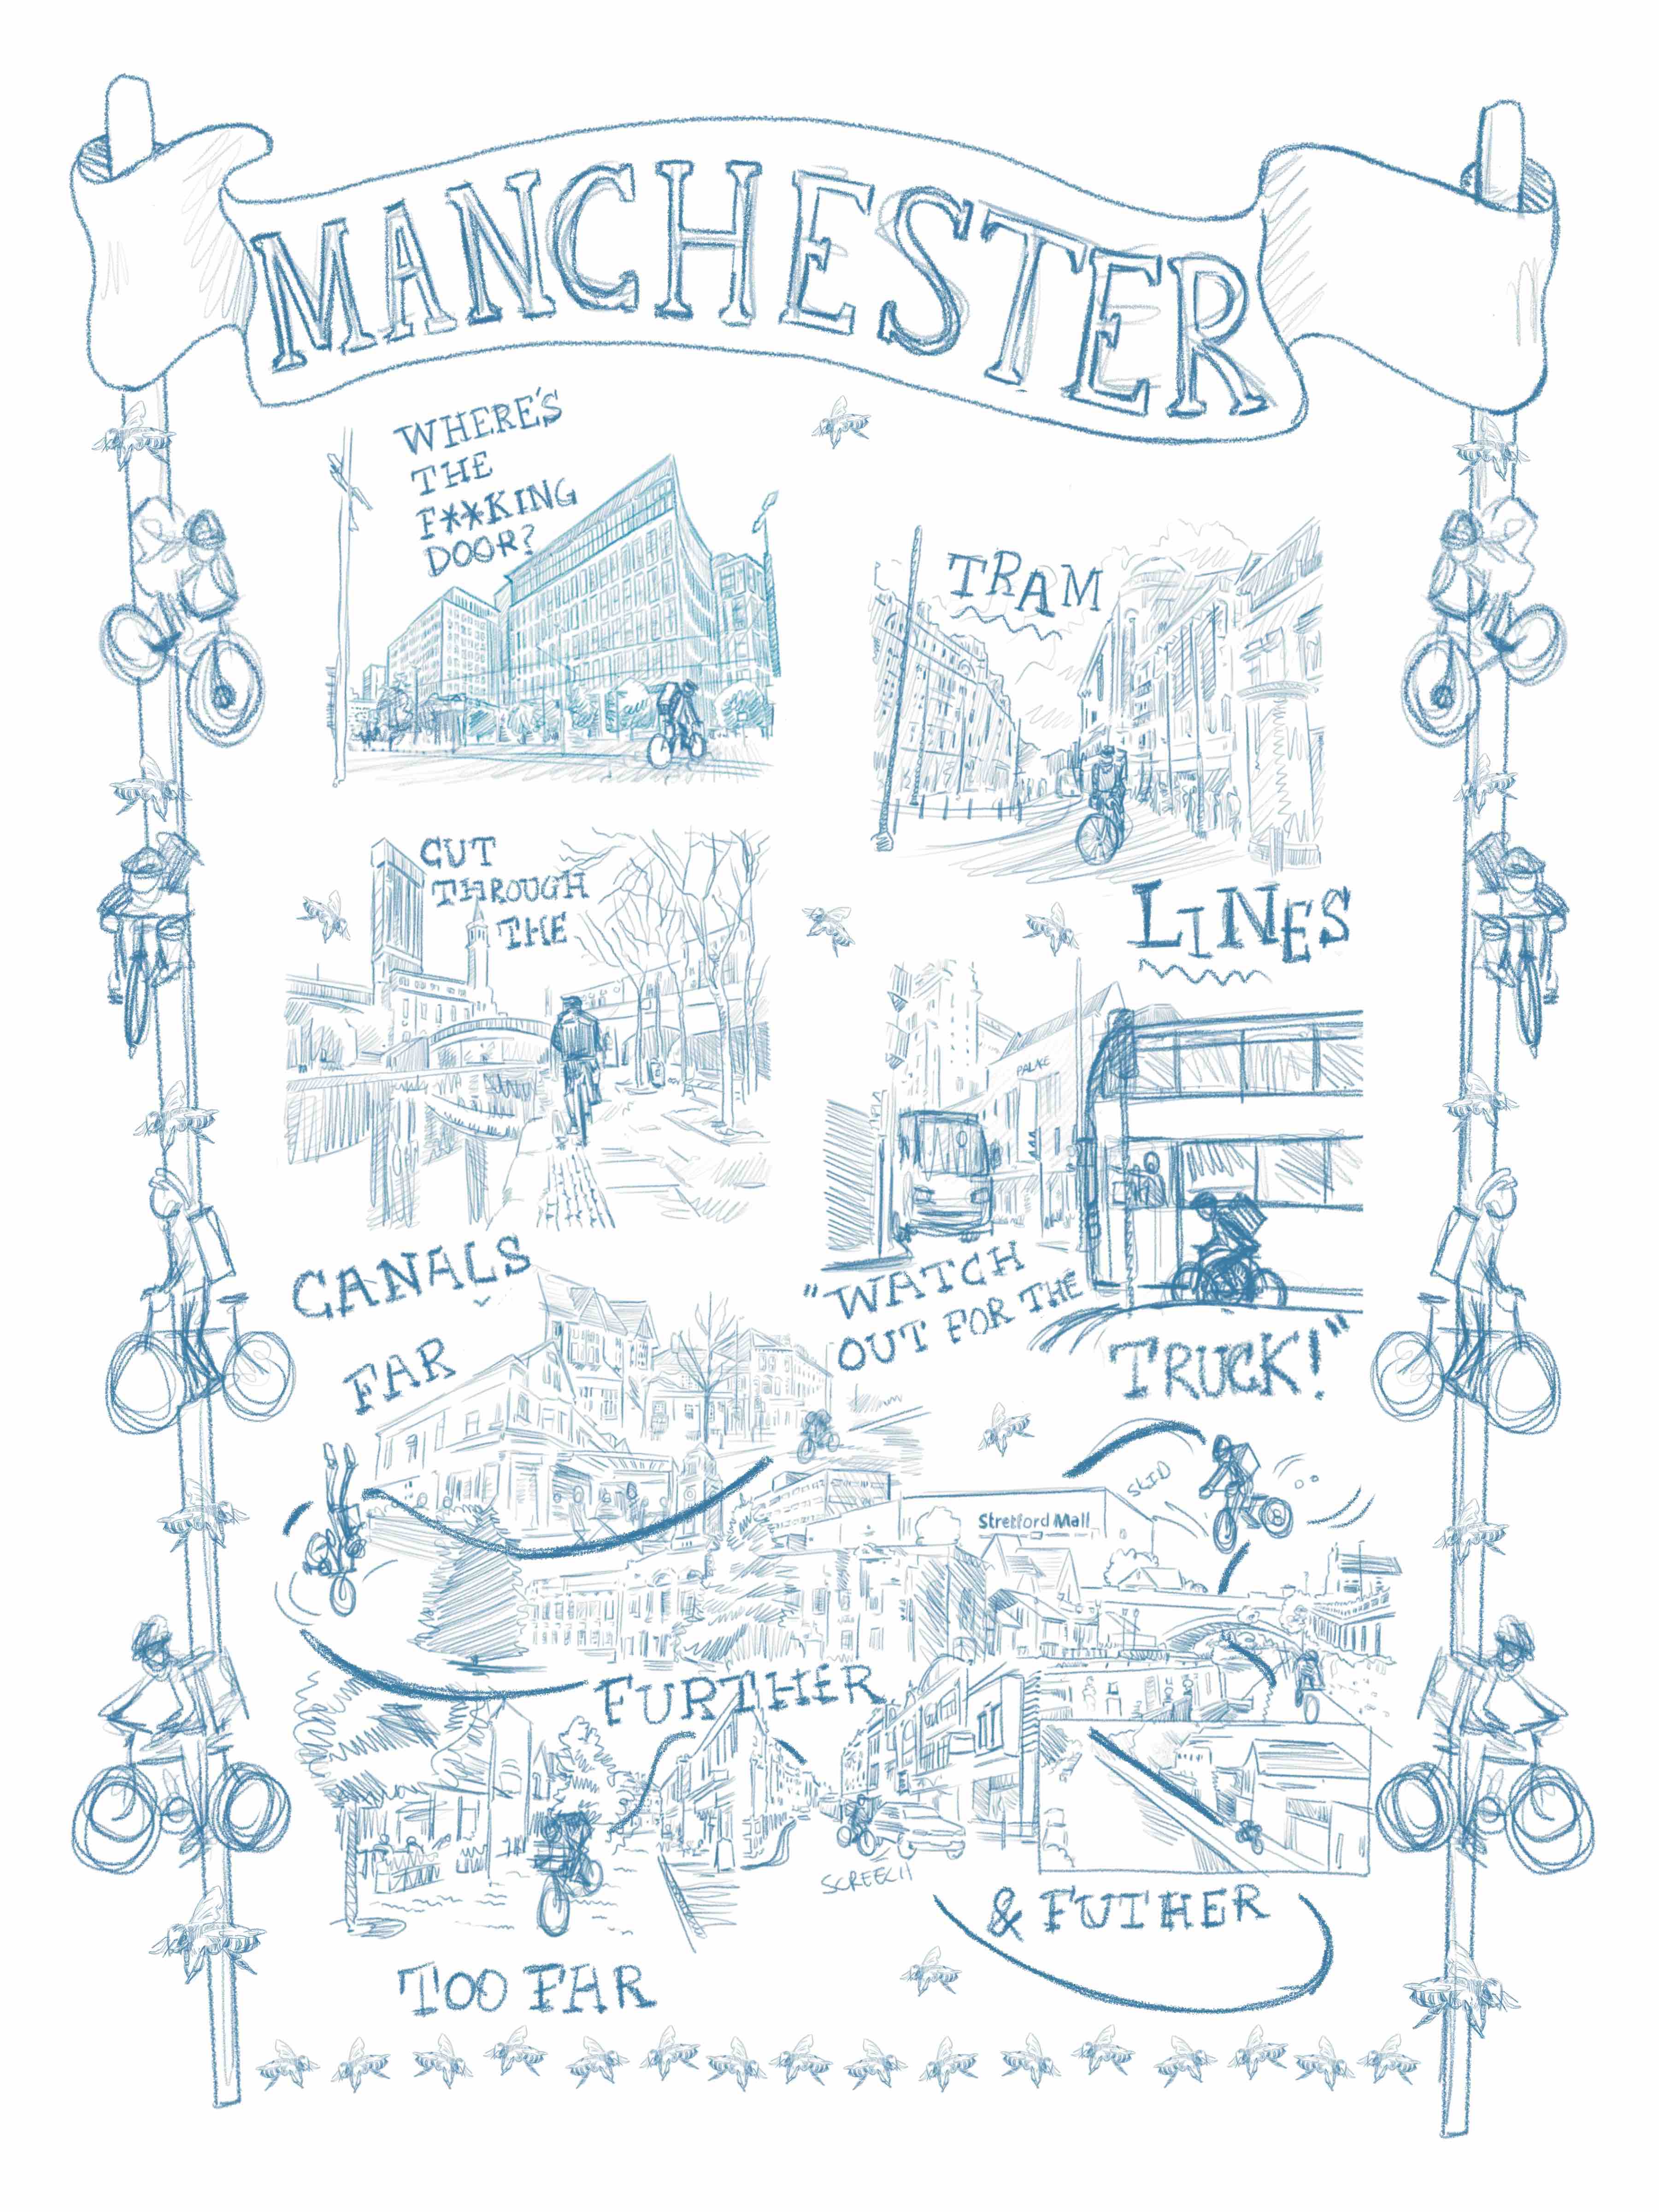 MANCHESTER
WHERE'S
THE
F**KING
DOOR?
TRAM
LINES
CUT
THROUGH
THE
CANALS
PALACE
"WATCH
OUT FOR THE
TRUCK!"
FAR
SLID
Stretford Mall
FURTHER
SCREECH
& FUTHER
TOO FAR